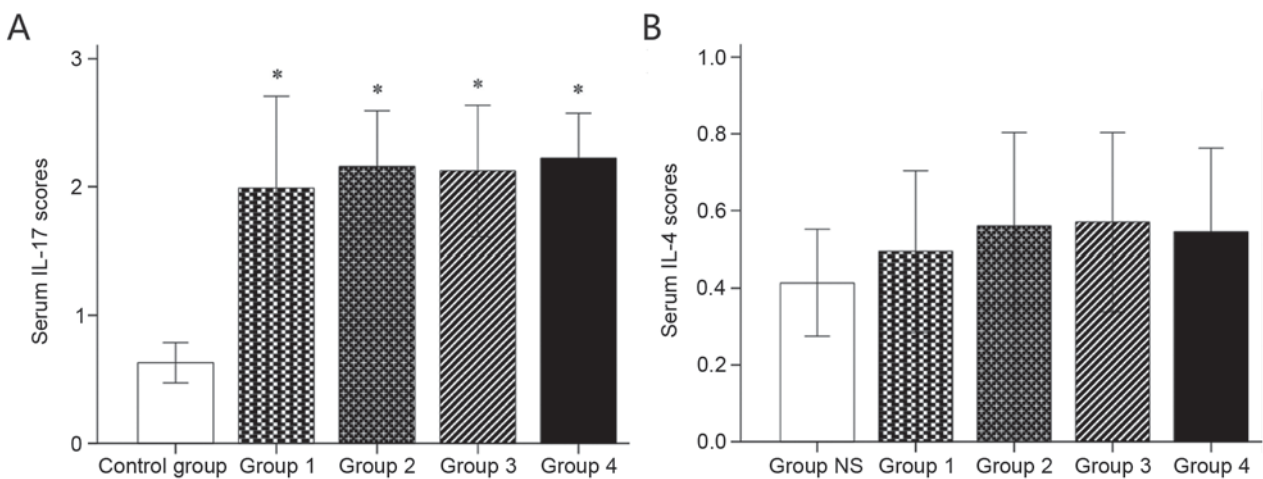 A
Serum IL-17 scores
3
2
1
0
*
*
*
*
Control group Group 1 Group 2 Group 3 Group 4
B
Serum IL-4 scores
1.0
0.8
0.6
0.4
0.2
0.0
Group NS Group 1 Group 2 Group 3 Group 4